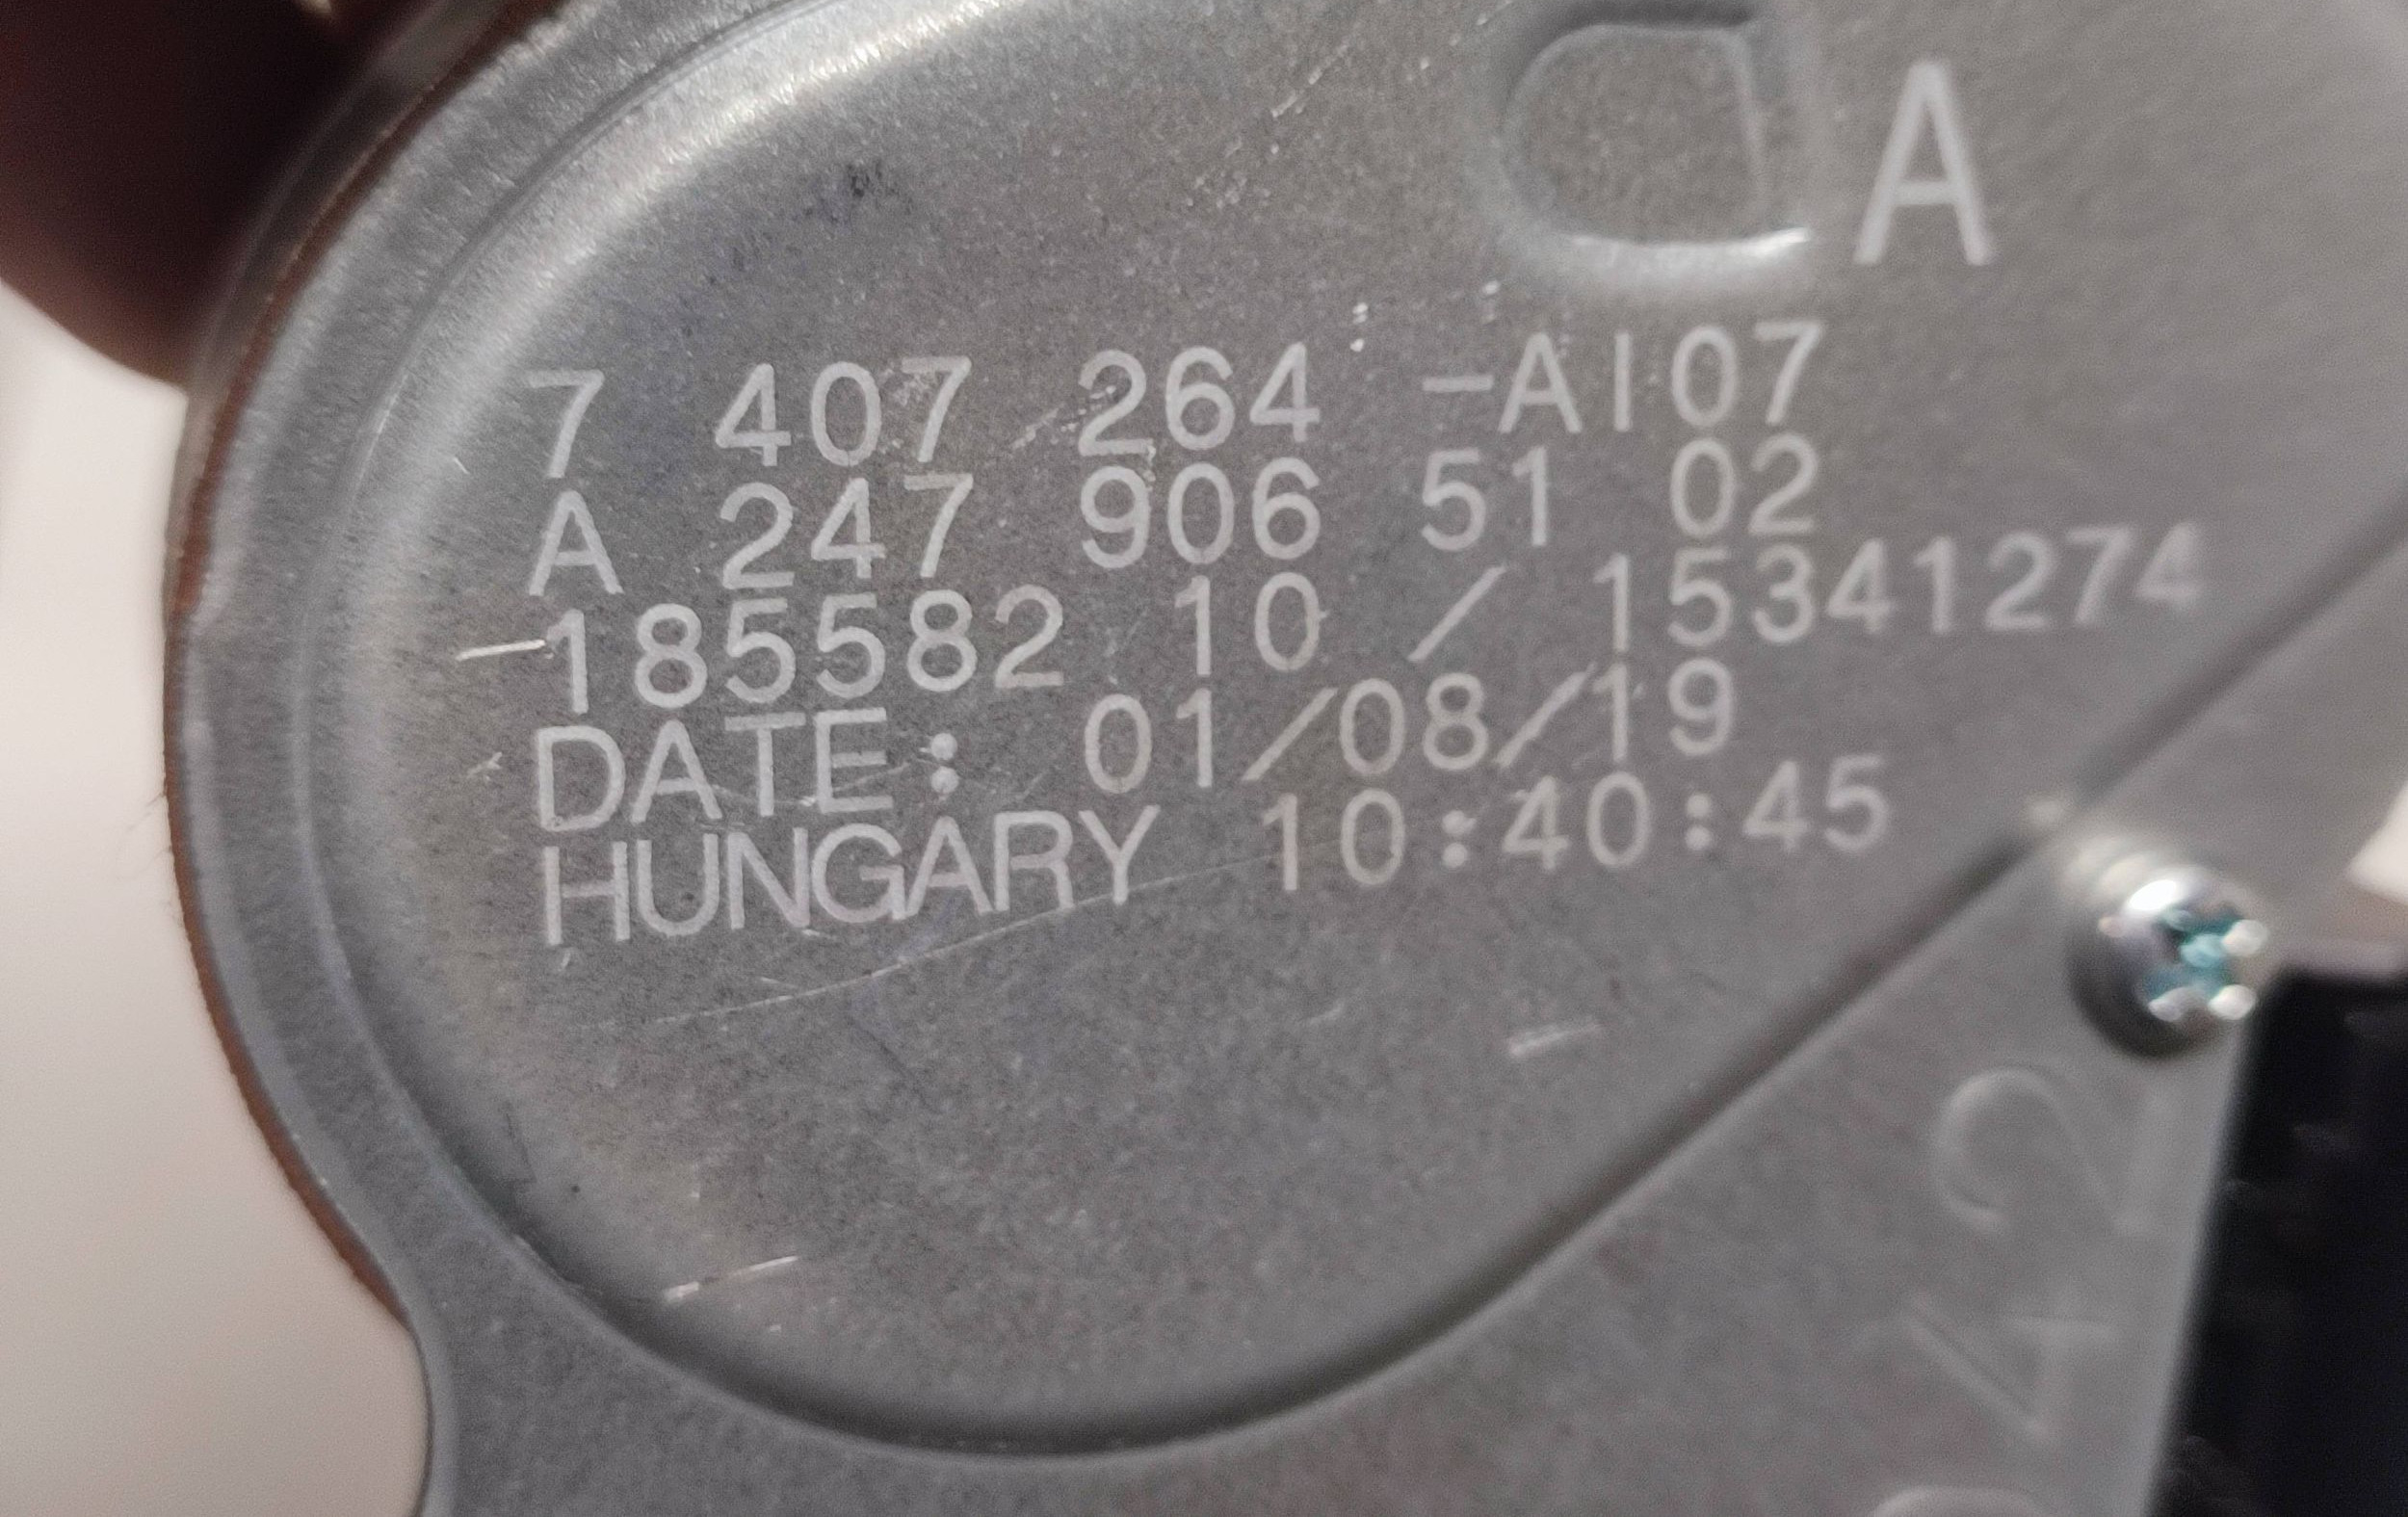 A
7 407 264 -AI07
A 247 906 51 02
185582 10 / 15341274
DATE: 01/08/19
HUNGARY 10:40:45